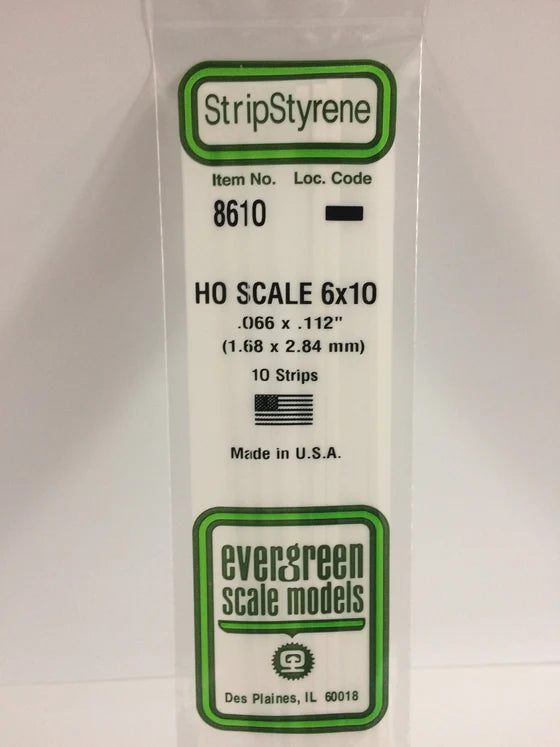 StripStyrene
Item No. Loc. Code
8610
HO SCALE 6x10
.066 x .112"
(1.68 x 2.84 mm)
10 Strips
Made in U.S.A.
evergreen
scale models
Des Plaines, IL 60018